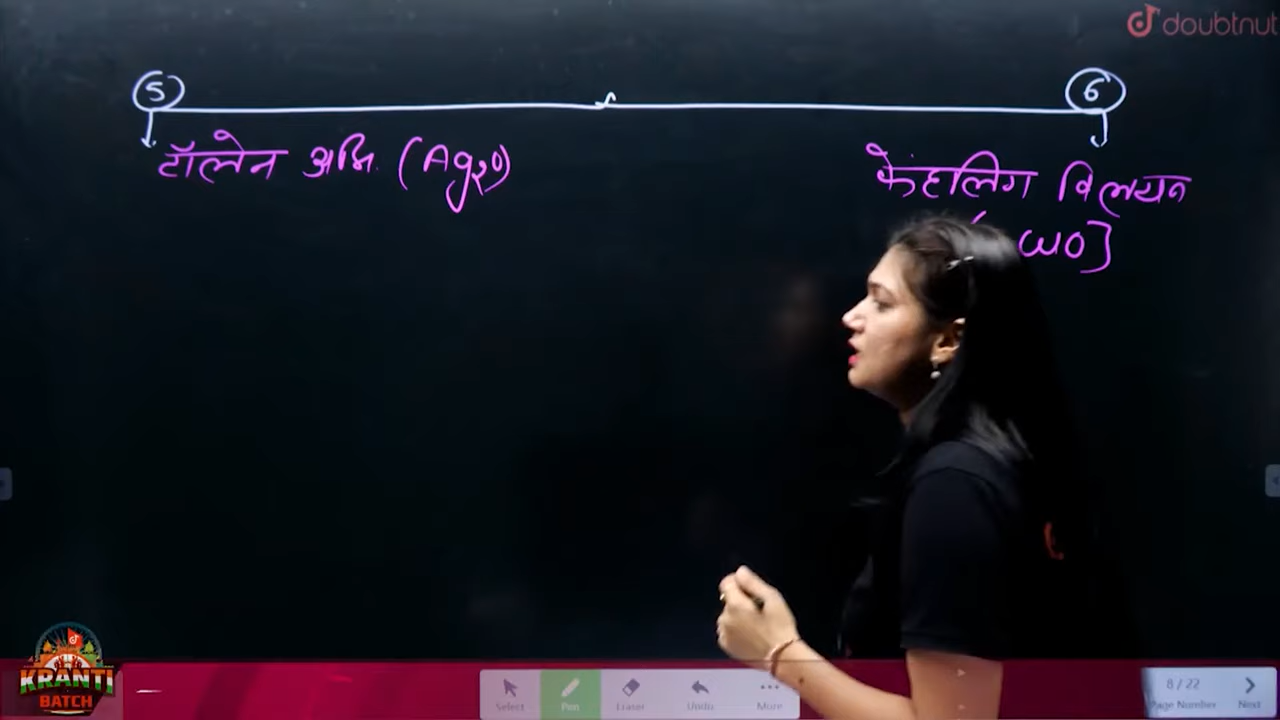 doubtnut
5
6
टॉलेन अभि. (Ag₂O)
फेहलिंग विलयन
CuO]
KRANTI
BATCH
Select
Pen
Eraser
Undo
More
8 / 22
Page Number
Next